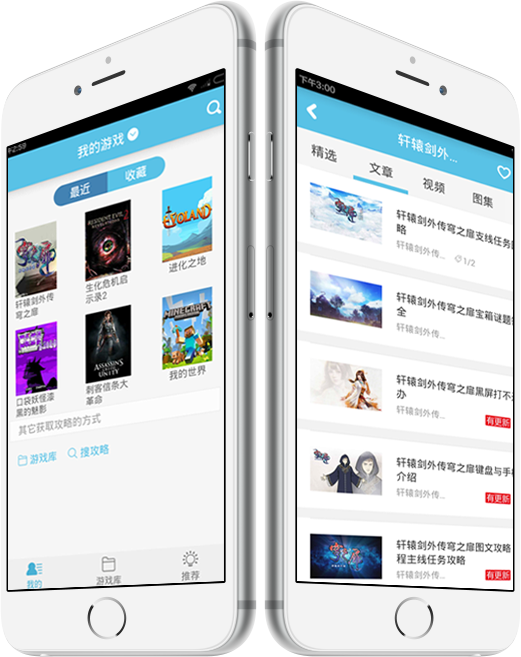 午2:59
我的游戏
最近
收藏
RESIDENT EVIL
EVOLAND
轩辕剑外传
穹之扉
生化危机启
示录2
进化之地
ASSASSIN'S
UNITY
MINECRAFT
口袋妖怪漆
黑的魅影
刺客信条大
革命
我的世界
其它获取攻略的方式
游戏库
搜攻略
我的
游戏库
推荐
下午3:00
轩辕剑外...
精选
文章
视频
图集
轩辕剑外传穹之扉支线任务
略
轩辕剑外传...
1/2
轩辕剑外传穹之扉宝箱谜题
全
轩辕剑外传...
轩辕剑外传穹之扉黑屏打不
办
轩辕剑外传...
有更新
轩辕剑外传穹之扉键盘与手
介绍
轩辕剑外传...
有更新
轩辕剑外传穹之扉图文攻略
程主线任务攻略
轩辕剑外传...
有更新